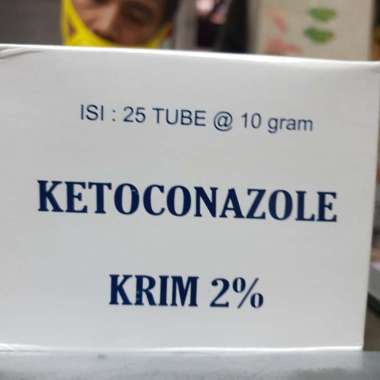 ISI : 25 TUBE @ 10 gram
KETOCONAZOLE
KRIM 2%